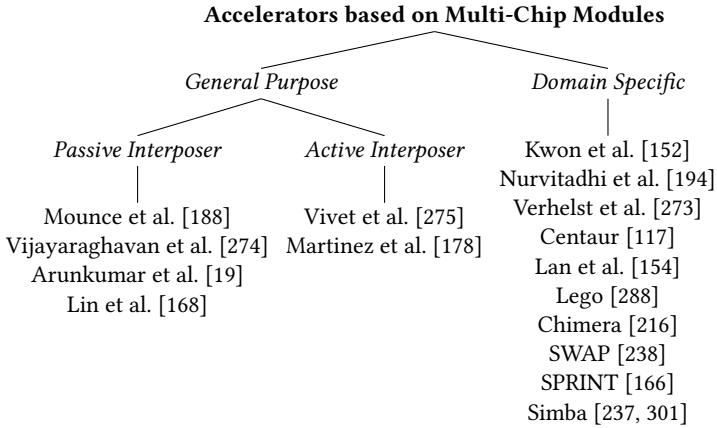 Accelerators based on Multi-Chip Modules
General Purpose
Domain Specific
Passive Interposer
Active Interposer
Mounce et al. [188]
Vijayaraghavan et al. [274]
Arunkumar et al. [19]
Lin et al. [168]
Vivet et al. [275]
Martinez et al. [178]
Kwon et al. [152]
Nurvitadhi et al. [194]
Verhelst et al. [273]
Centaur [117]
Lan et al. [154]
Lego [288]
Chimera [216]
SWAP [238]
SPRINT [166]
Simba [237, 301]